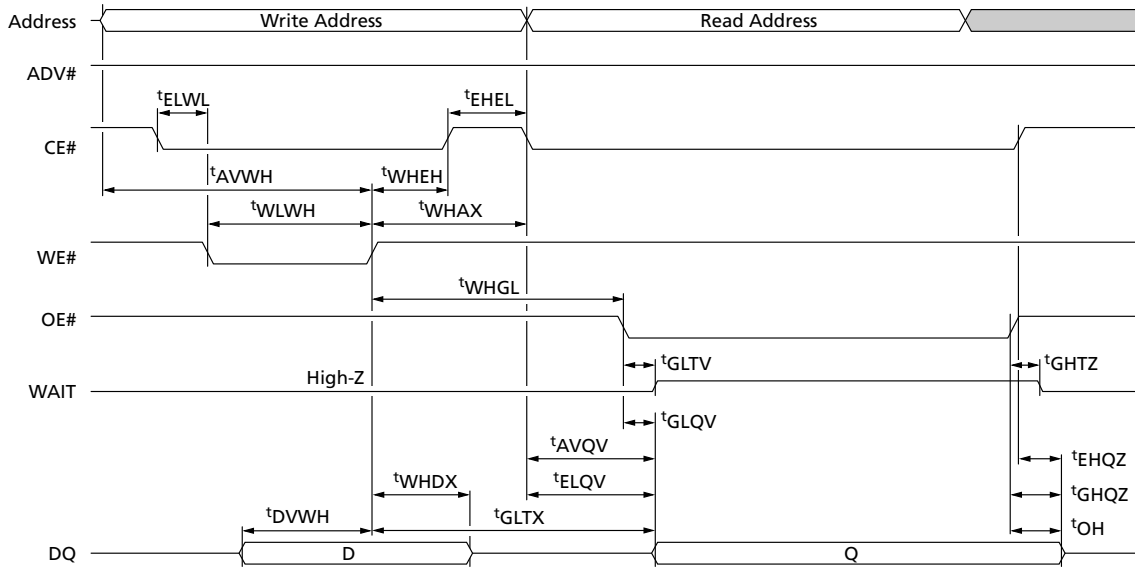 Address Write Address Read Address
ADV#
tELWL tEHEL
CE#
tAVWH tWHEH
tWLWH tWHAX
WE#
tWHGL
OE#
tGLTV tGHTZ
High-Z
WAIT
tGLQV
tAVQV tEHQZ
tWHDX tELQV tGHQZ
tDVWH tGLTX tOH
DQ D Q